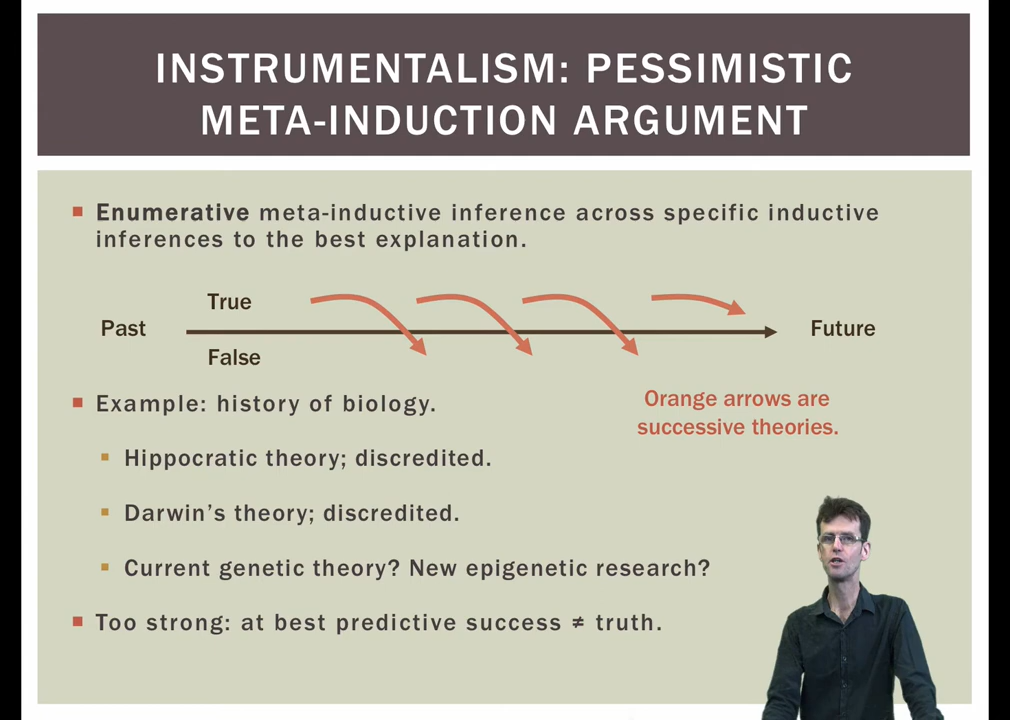 INSTRUMENTALISM: PESSIMISTIC
META-INDUCTION ARGUMENT
Enumerative meta-inductive inference across specific inductive
inferences to the best explanation.
True
Past
Future
False
Example: history of biology.
Orange arrows are
successive theories.
Hippocratic theory; discredited.
Darwin's theory; discredited.
Current genetic theory? New epigenetic research?
Too strong: at best predictive success ≠ truth.